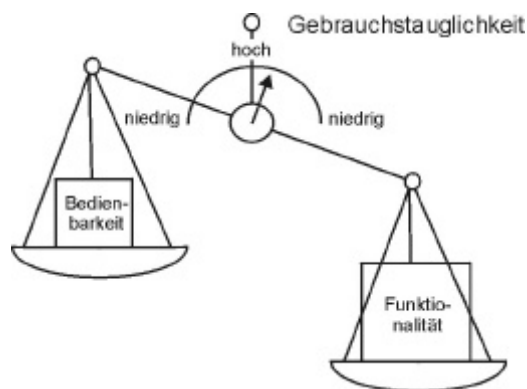 Gebrauchstauglichkeit
hoch
niedrig
niedrig
Bedien-
barkeit
Funktio-
nalität